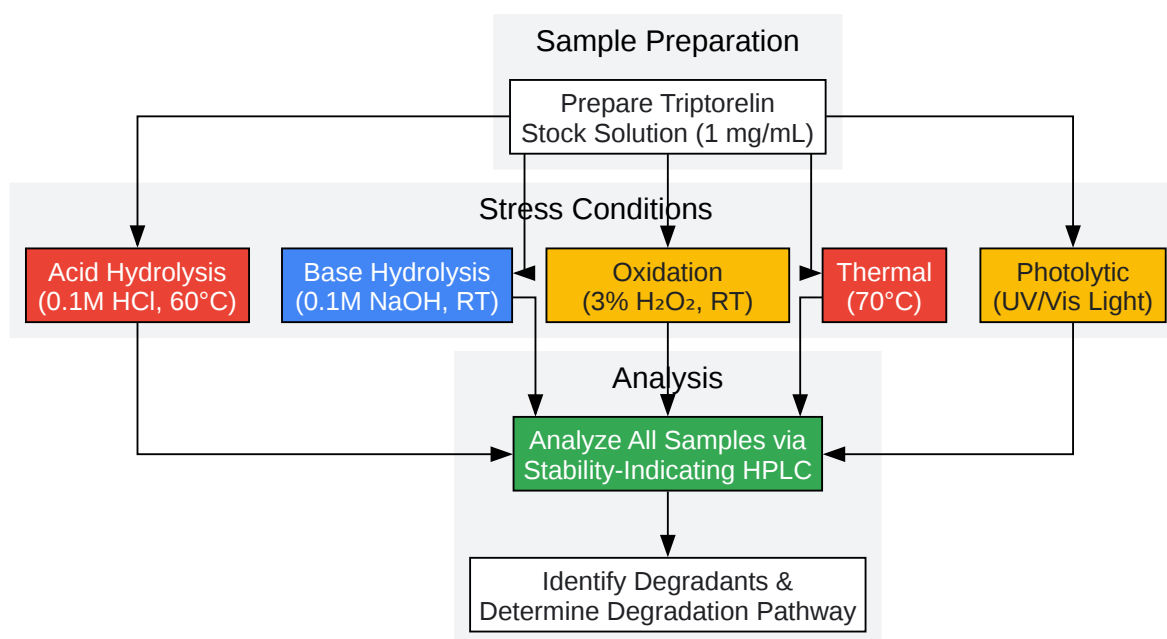 Sample Preparation
Prepare Triptorelin
Stock Solution (1 mg/mL)
Stress Conditions
Acid Hydrolysis
(0.1M HCl, 60°C)
Base Hydrolysis
(0.1M NaOH, RT)
Oxidation
(3% H₂O₂, RT)
Thermal
(70°C)
Photolytic
(UV/Vis Light)
Analysis
Analyze All Samples via
Stability-Indicating HPLC
Identify Degradants &
Determine Degradation Pathway